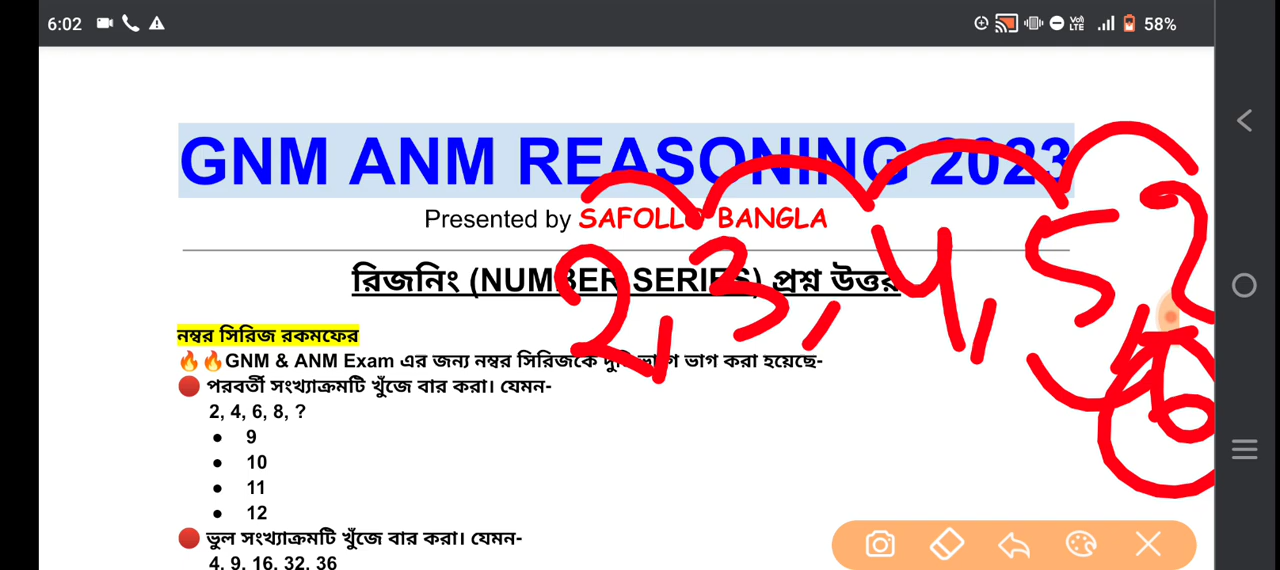 6:02 58%
GNM ANM REASONING 2023
Presented by SAFOLLO BANGLA
রিজনিং (NUMBER SERIES) প্রশ্ন উত্তর
নম্বর সিরিজ রকমফের
🔥🔥GNM & ANM Exam এর জন্য নম্বর সিরিজকে দুটি ভাগে ভাগ করা হয়েছে-
🔴 পরবর্তী সংখ্যাক্রমটি খুঁজে বার করা। যেমন-
2, 4, 6, 8, ?
● 9
● 10
● 11
● 12
🔴 ভুল সংখ্যাক্রমটি খুঁজে বার করা। যেমন-
4, 9, 16, 32, 36
2, 3, 4, 5, ?
6